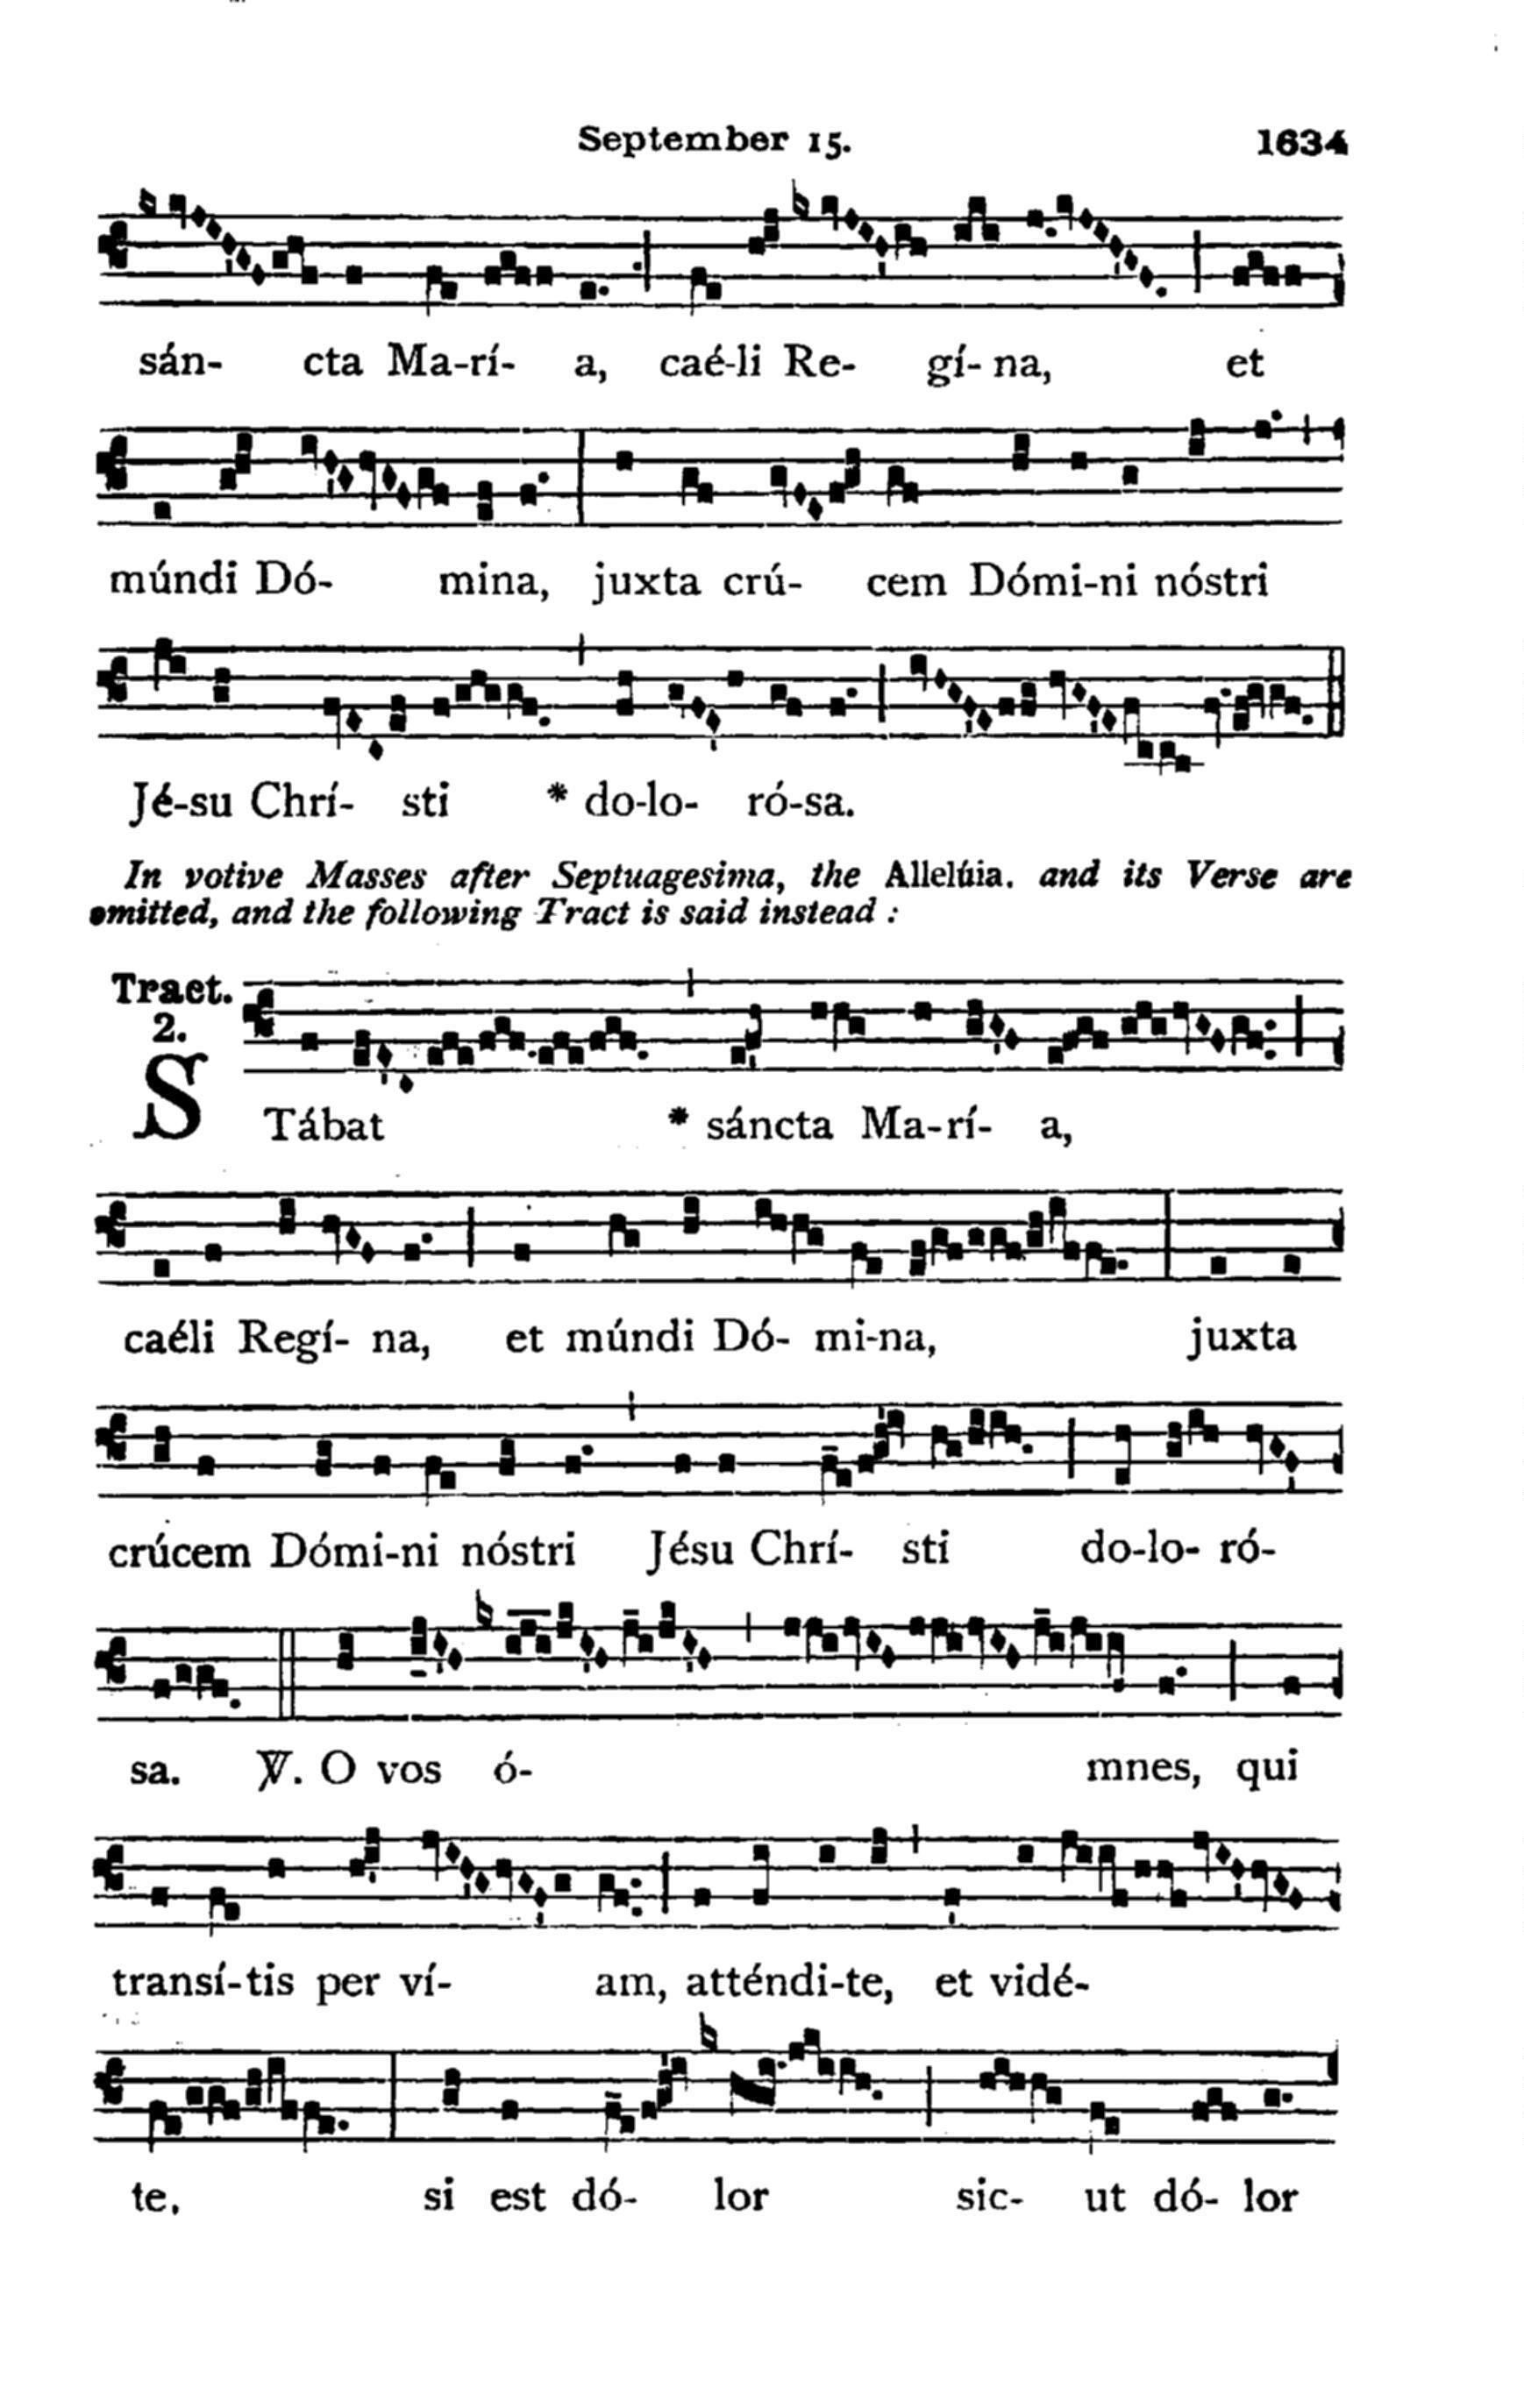 September 15. 1634
sán- cta Ma-rí- a, caé-li Re- gí- na, et
múndi Dó- mina, juxta crú- cem Dómi-ni nóstri
Jé-su Chrí- sti * do-lo- ró-sa.
In votive Masses after Septuagesima, the Allelúia. and its Verse are
omitted, and the following Tract is said instead :
Tract.
2.
STábat * sáncta Ma-rí- a,
caéli Regí- na, et múndi Dó- mi-na, juxta
crúcem Dómi-ni nóstri Jésu Chrí- sti do-lo- ró-
sa. ℣. O vos ó- mnes, qui
transí-tis per ví- am, atténdi-te, et vidé-
te, si est dó- lor sic- ut dó- lor